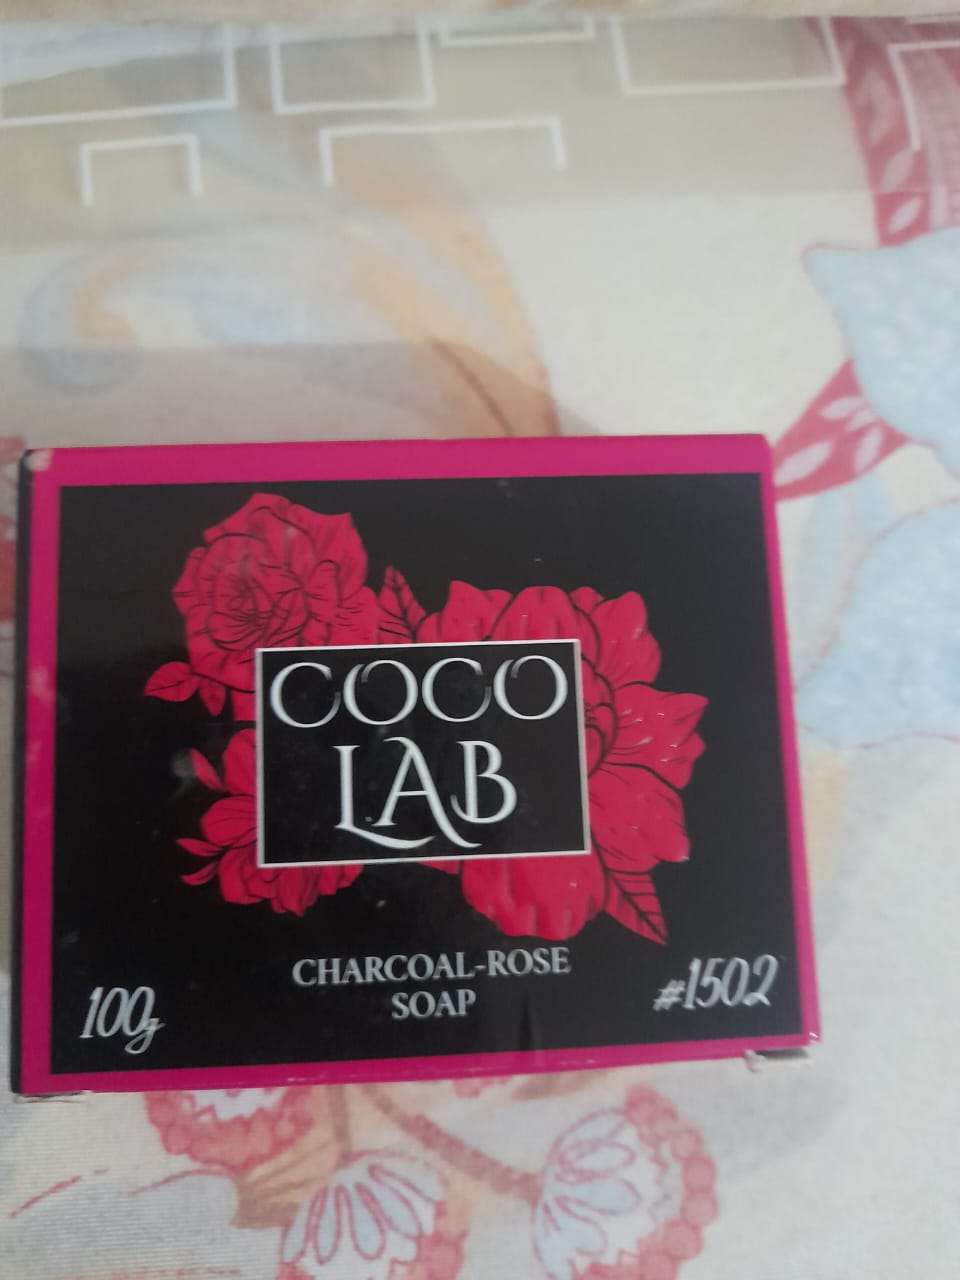 COCO
LAB
CHARCOAL-ROSE
SOAP
100g
#1502